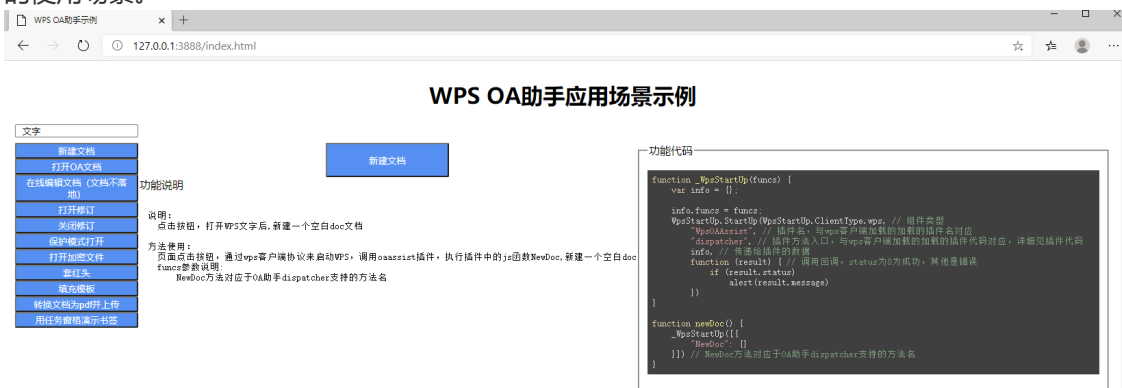 的使用场景。
WPS OA助手示例
127.0.0.1:3888/index.html
WPS OA助手应用场景示例
文字
新建文档
打开OA文档
在线编辑文档（文档不落
地）
打开修订
关闭修订
保护模式打开
打开加密文件
套红头
填充模板
转换文档为pdf并上传
用任务窗格演示书签
新建文档
功能说明
说明：
点击按钮，打开WPS文字后,新建一个空白doc文档
方法使用：
页面点击按钮，通过wps客户端协议来启动WPS，调用oaassist插件，执行插件中的js函数NewDoc,新建一个空白doc
funcs参数说明：
NewDoc方法对应于OA助手dispatcher支持的方法名
功能代码
function _WpsStartUp(funcs) {
var info = {};
info.funcs = funcs;
WpsStartUp.StartUp(WpsStartUp.ClientType.wps, // 组件类型
"WpsOAAssist", // 插件名，与wps客户端加载的加载的插件名对应
"dispatcher", // 插件方法入口，与wps客户端加载的加载的插件代码对应，详细见插件代码
info, // 传递给插件的数据
function (result) { // 调用回调，status为0为成功，其他是错误
if (result.status)
alert(result.message)
})
}
function newDoc() {
_WpsStartUp([{
"NewDoc": {}
}]) // NewDoc方法对应于OA助手dispatcher支持的方法名
}